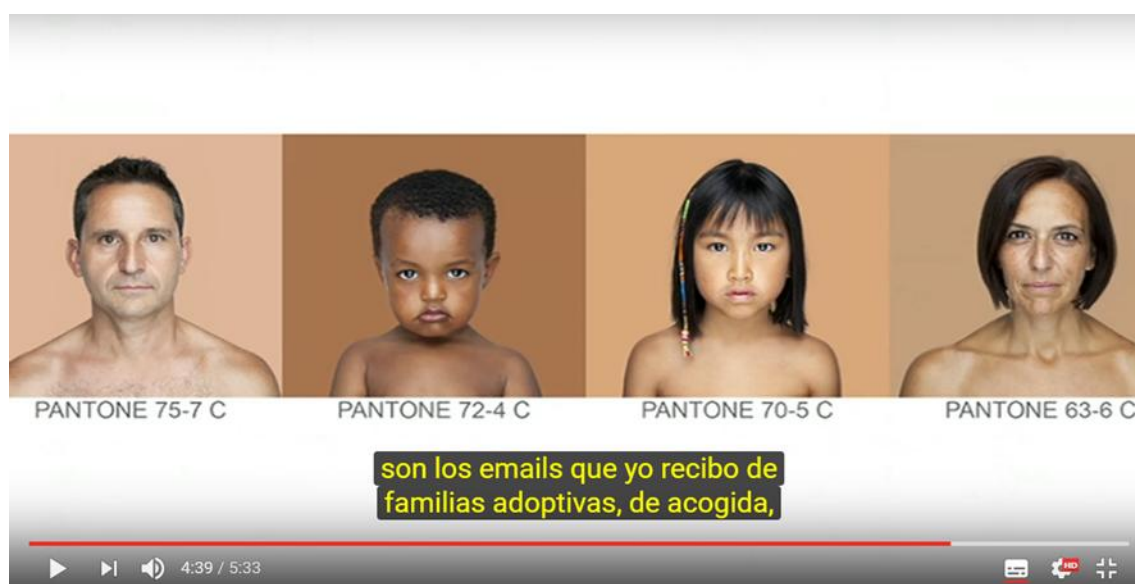 PANTONE 75-7 C PANTONE 72-4 C PANTONE 70-5 C PANTONE 63-6 C
son los emails que yo recibo de
familias adoptivas, de acogida,
4:39 / 5:33 HD